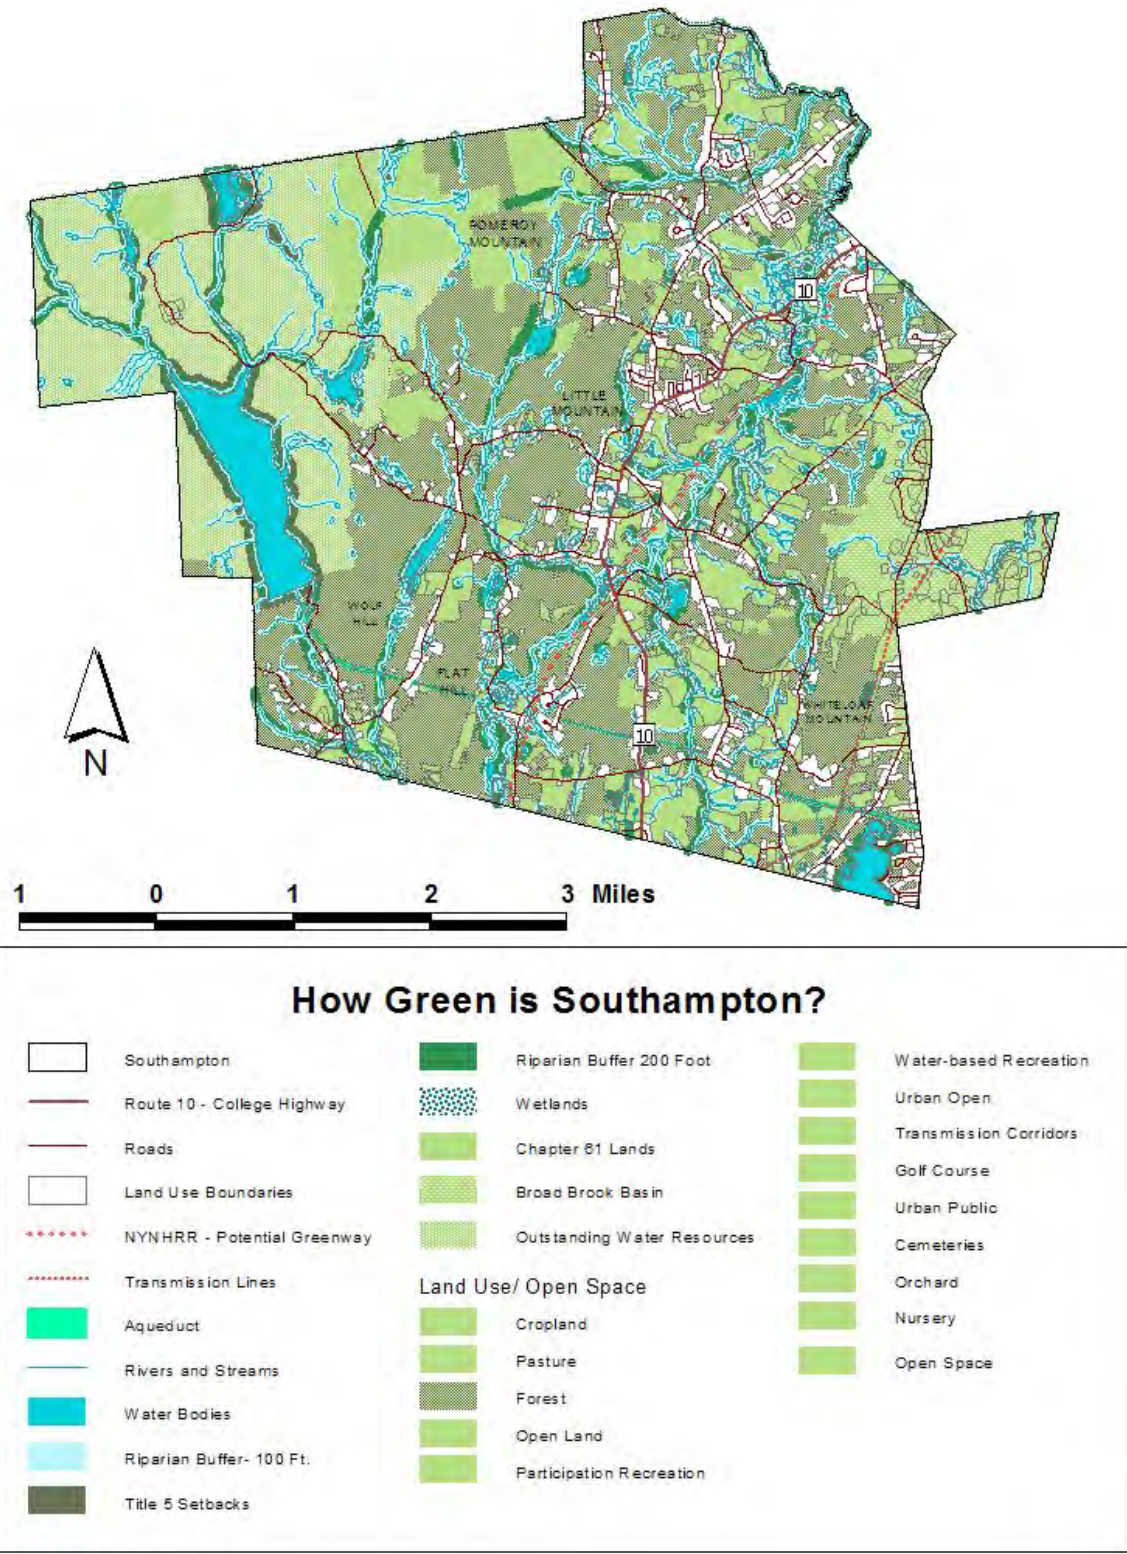 POMEROY
MOUNTAIN
10
LITTLE
MOUNTAIN
WOLF
HILL
FLAT
HILL
WHITELOAF
MOUNTAIN
10
N
1 0 1 2 3 Miles
How Green is Southampton?
Southampton
Route 10 - College Highway
Roads
Land Use Boundaries
NYNHRR - Potential Greenway
Transmission Lines
Aqueduct
Rivers and Streams
Water Bodies
Riparian Buffer- 100 Ft.
Title 5 Setbacks
Riparian Buffer 200 Foot
Wetlands
Chapter 61 Lands
Broad Brook Basin
Outstanding Water Resources
Land Use/ Open Space
Cropland
Pasture
Forest
Open Land
Participation Recreation
Water-based Recreation
Urban Open
Transmission Corridors
Golf Course
Urban Public
Cemeteries
Orchard
Nursery
Open Space